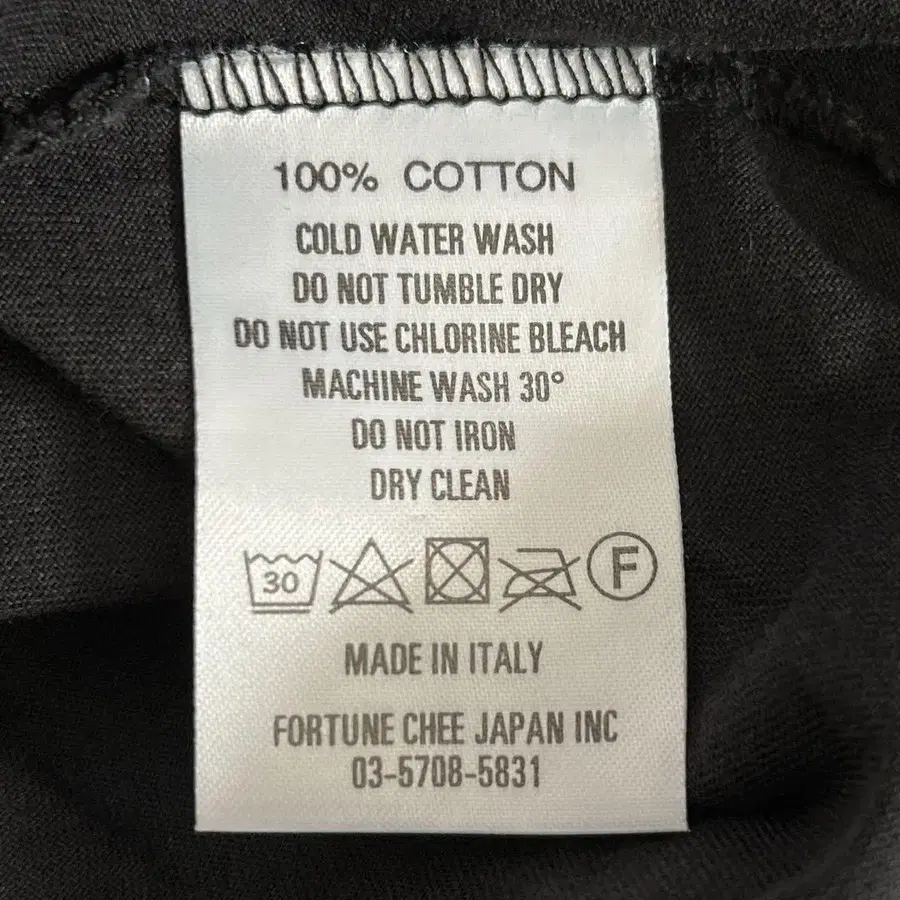 100% COTTON
COLD WATER WASH
DO NOT TUMBLE DRY
DO NOT USE CHLORINE BLEACH
MACHINE WASH 30°
DO NOT IRON
DRY CLEAN
30 F
MADE IN ITALY
FORTUNE CHEE JAPAN INC
03-5708-5831